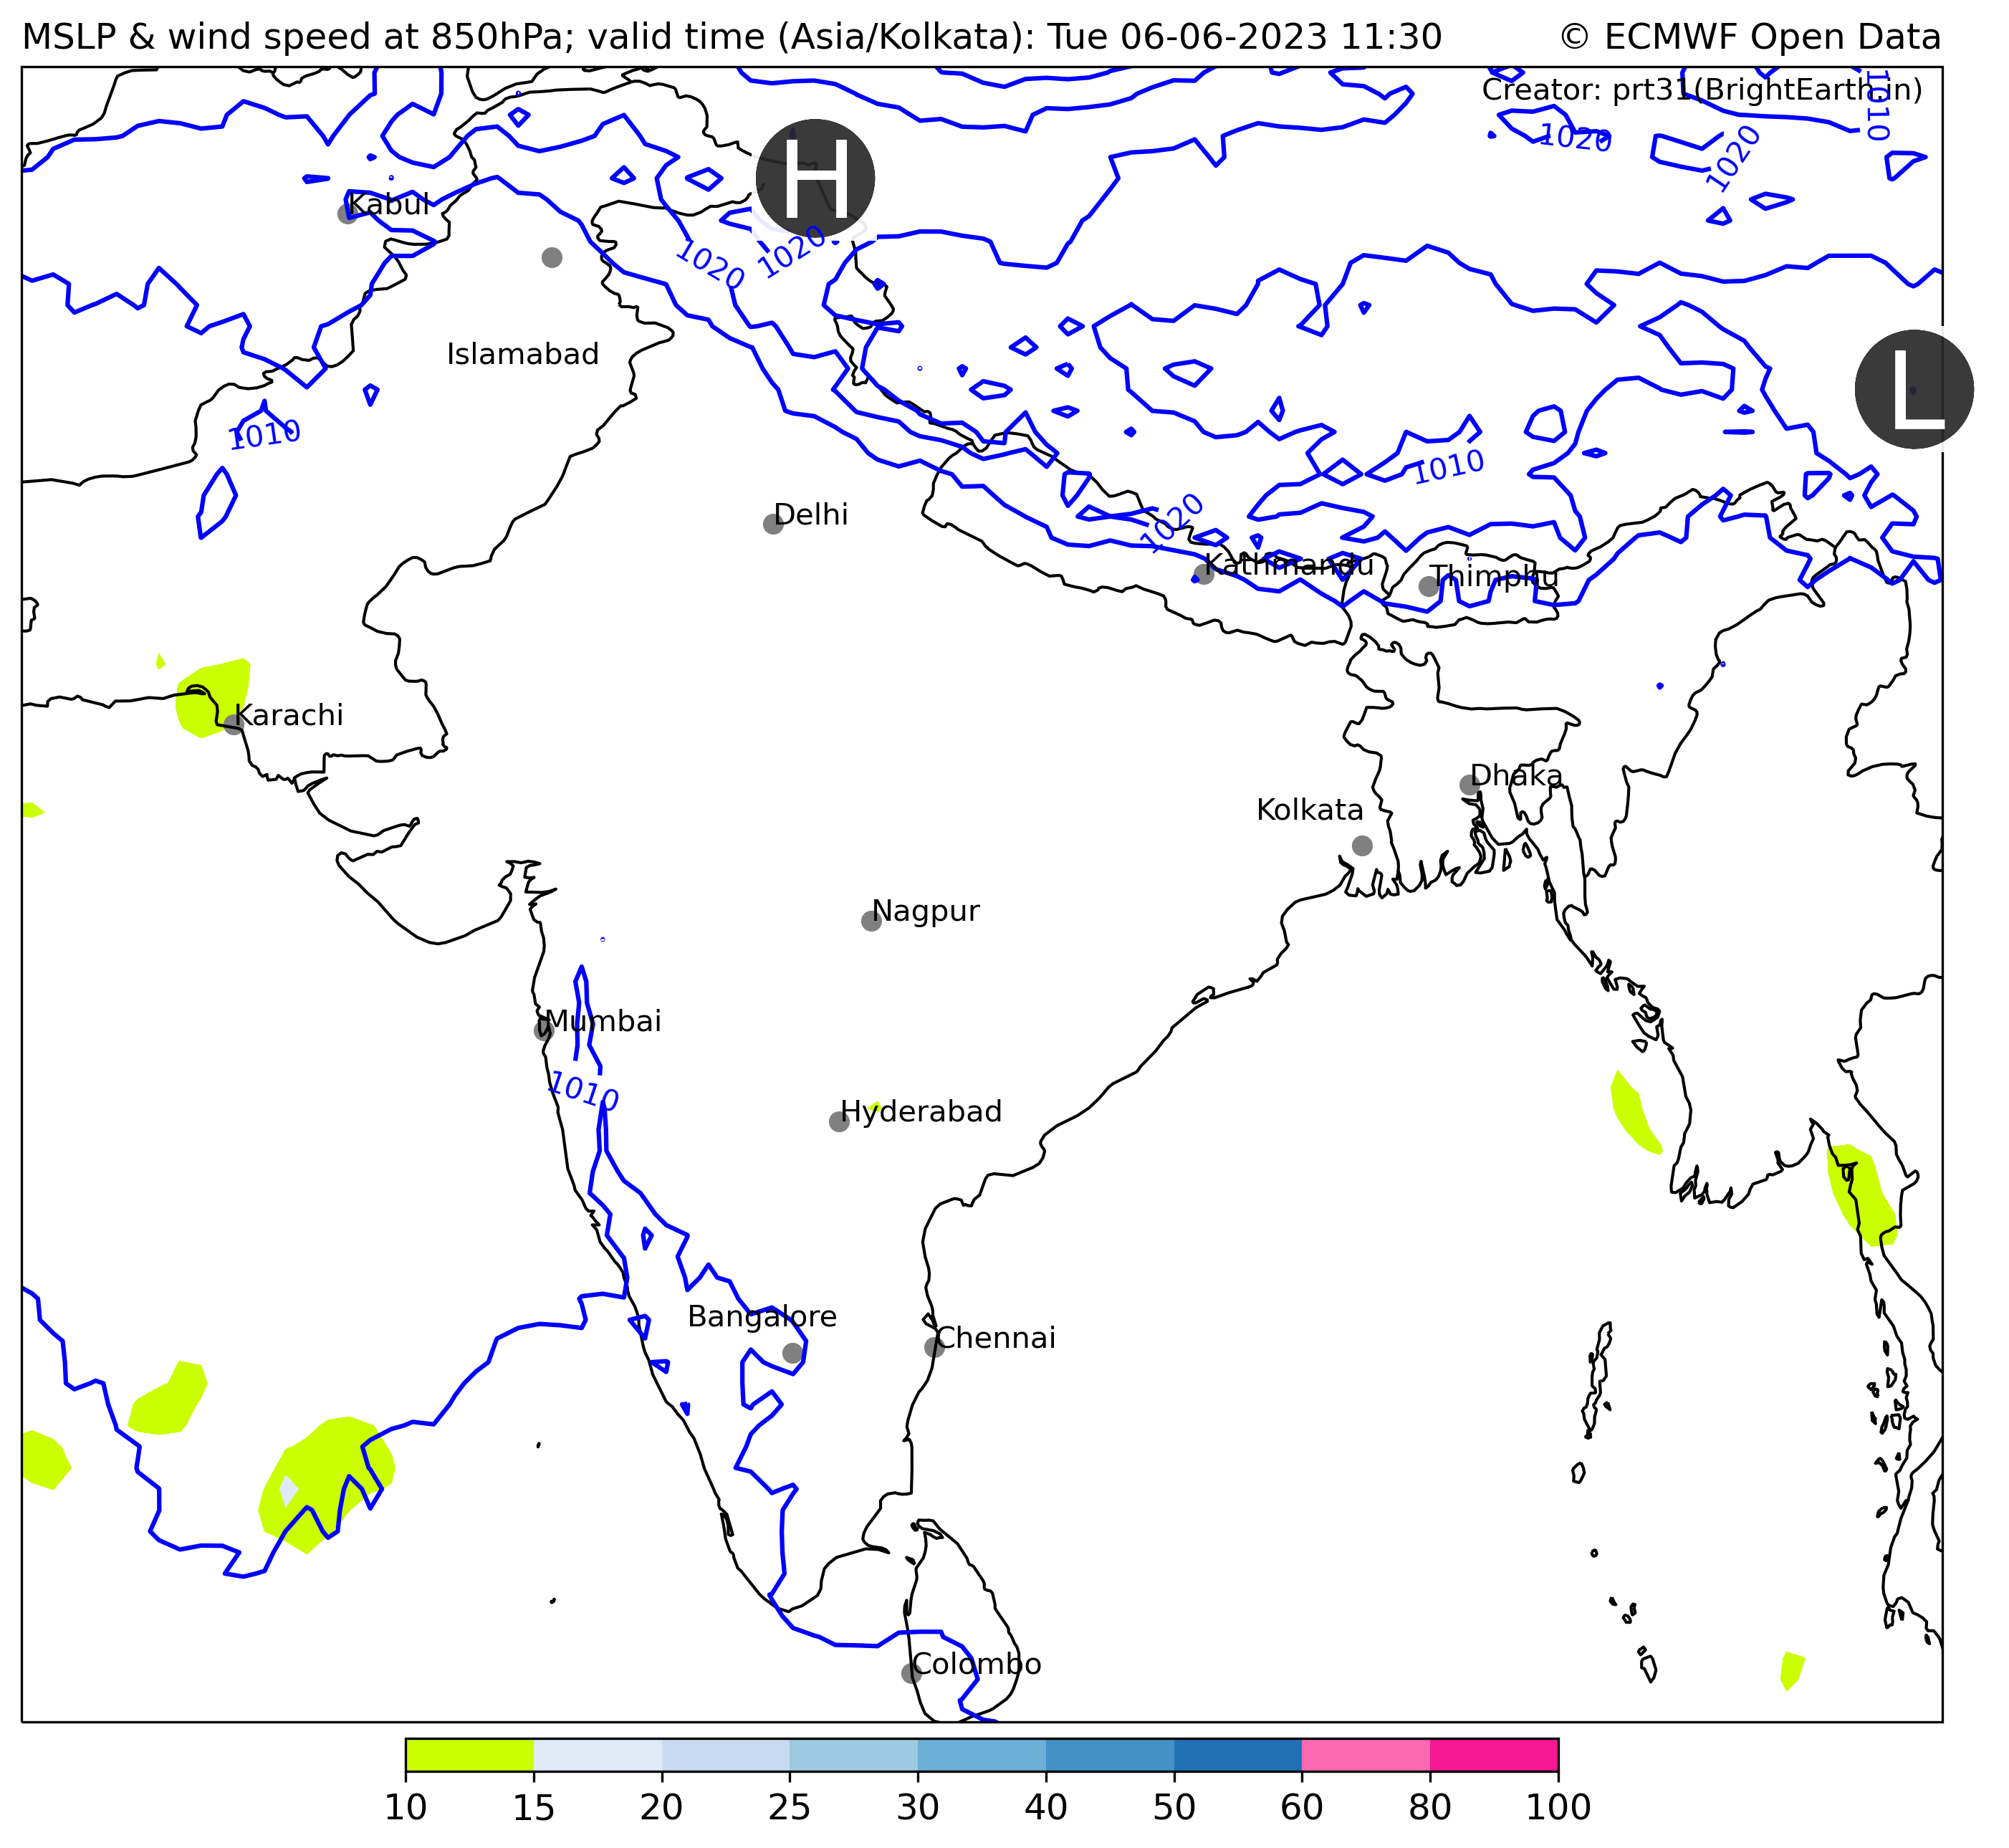 MSLP & wind speed at 850hPa; valid time (Asia/Kolkata): Tue 06-06-2023 11:30 © ECMWF Open Data
Creator: prt31(BrightEarth.in)
1010
1020
1020
H
Kabul
1020
1020
Islamabad
L
1010
1010
Delhi
1020
Kathmandu
Thimphu
Karachi
Dhaka
Kolkata
Nagpur
Mumbai
1010
Hyderabad
Bangalore
Chennai
Colombo
10 15 20 25 30 40 50 60 80 100